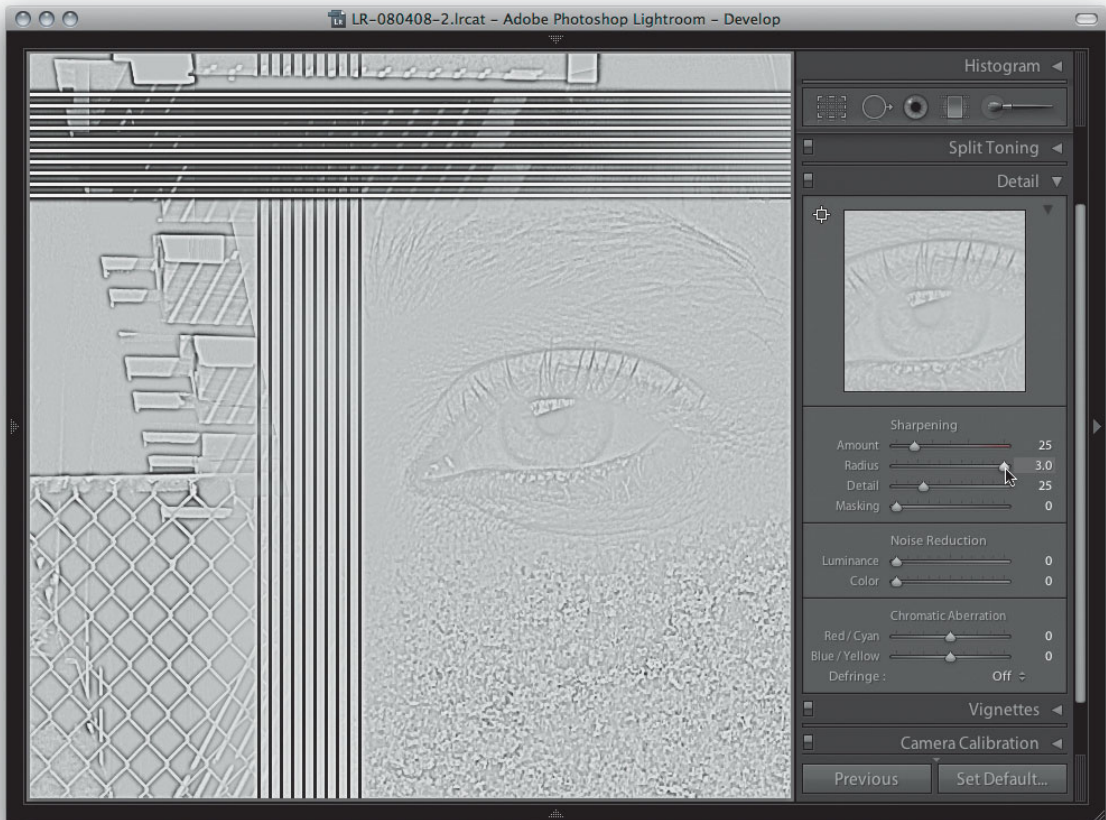 LR-080408-2.lrcat – Adobe Photoshop Lightroom – Develop
Histogram
Split Toning
Detail
Sharpening
Amount 25
Radius 3.0
Detail 25
Masking 0
Noise Reduction
Luminance 0
Color 0
Chromatic Aberration
Red / Cyan 0
Blue / Yellow 0
Defringe : Off
Vignettes
Camera Calibration
Previous Set Default...